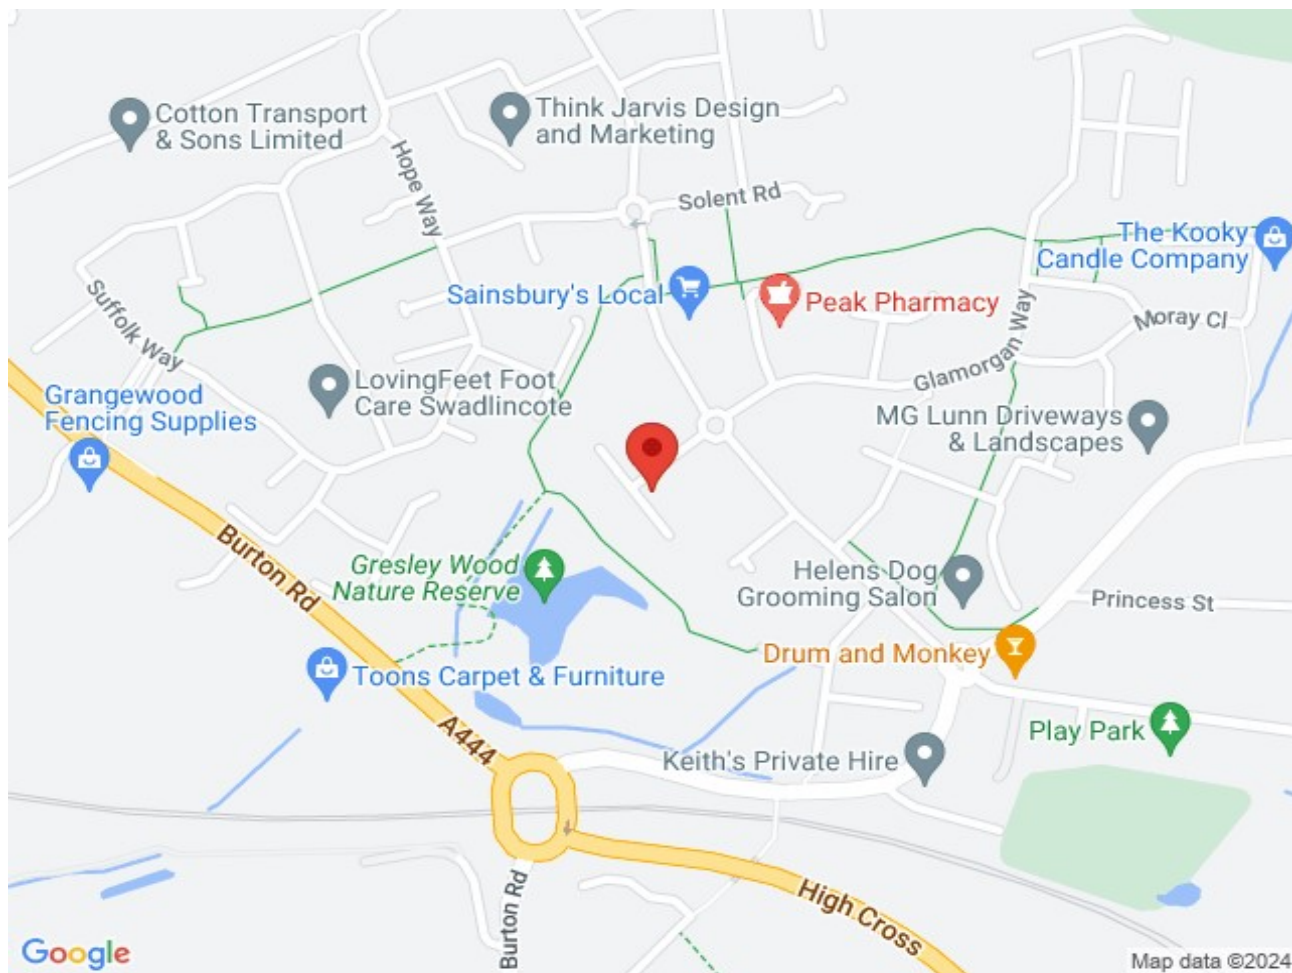 Cotton Transport
& Sons Limited
Think Jarvis Design
and Marketing
Hope Way
Solent Rd
The Kooky
Candle Company
Suffolk Way
Sainsbury's Local
Peak Pharmacy
Glamorgan Way
Moray Cl
Grangewood
Fencing Supplies
LovingFeet Foot
Care Swadlincote
MG Lunn Driveways
& Landscapes
Burton Rd
Gresley Wood
Nature Reserve
Helens Dog
Grooming Salon
Princess St
Drum and Monkey
Toons Carpet & Furniture
A444
Play Park
Keith's Private Hire
High Cross
Burton Rd
Google
Map data ©2024